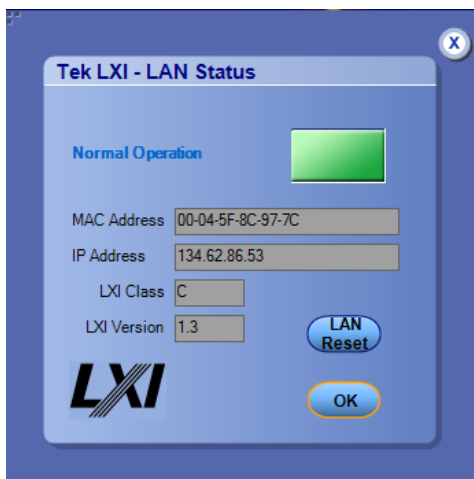 X
Tek LXI - LAN Status
Normal Operation
MAC Address 00-04-5F-8C-97-7C
IP Address 134.62.86.53
LXI Class C
LXI Version 1.3
LAN
Reset
LXI
OK